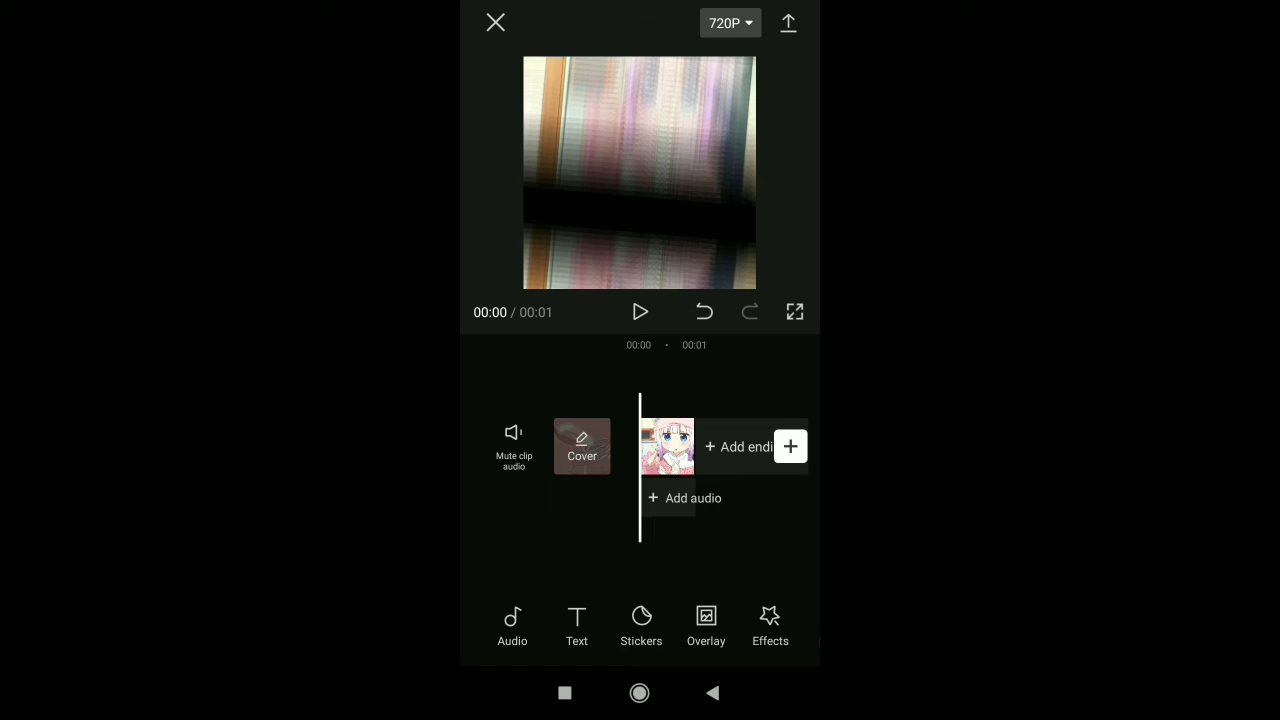 720P
00:00 / 00:01
00:00
00:01
Mute clip
audio
Cover
+ Add endi
+
+ Add audio
Audio
Text
Stickers
Overlay
Effects